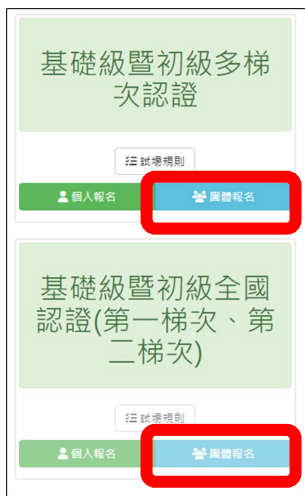 基礎級暨初級多梯
次認證
試場規則
個人報名
團體報名
基礎級暨初級全國
認證(第一梯次、第
二梯次)
試場規則
個人報名
團體報名